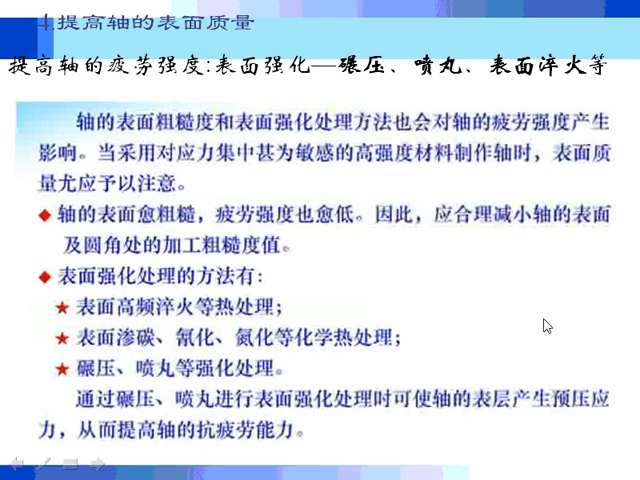 4.提高轴的表面质量
提高轴的疲劳强度:表面强化—碾压、喷丸、表面淬火等
轴的表面粗糙度和表面强化处理方法也会对轴的疲劳强度产生
影响。当采用对应力集中甚为敏感的高强度材料制作轴时，表面质
量尤应予以注意。
◆ 轴的表面愈粗糙，疲劳强度也愈低。因此，应合理减小轴的表面
及圆角处的加工粗糙度值。
◆ 表面强化处理的方法有：
★ 表面高频淬火等热处理；
★ 表面渗碳、氰化、氮化等化学热处理；
★ 碾压、喷丸等强化处理。
通过碾压、喷丸进行表面强化处理时可使轴的表层产生预压应
力，从而提高轴的抗疲劳能力。